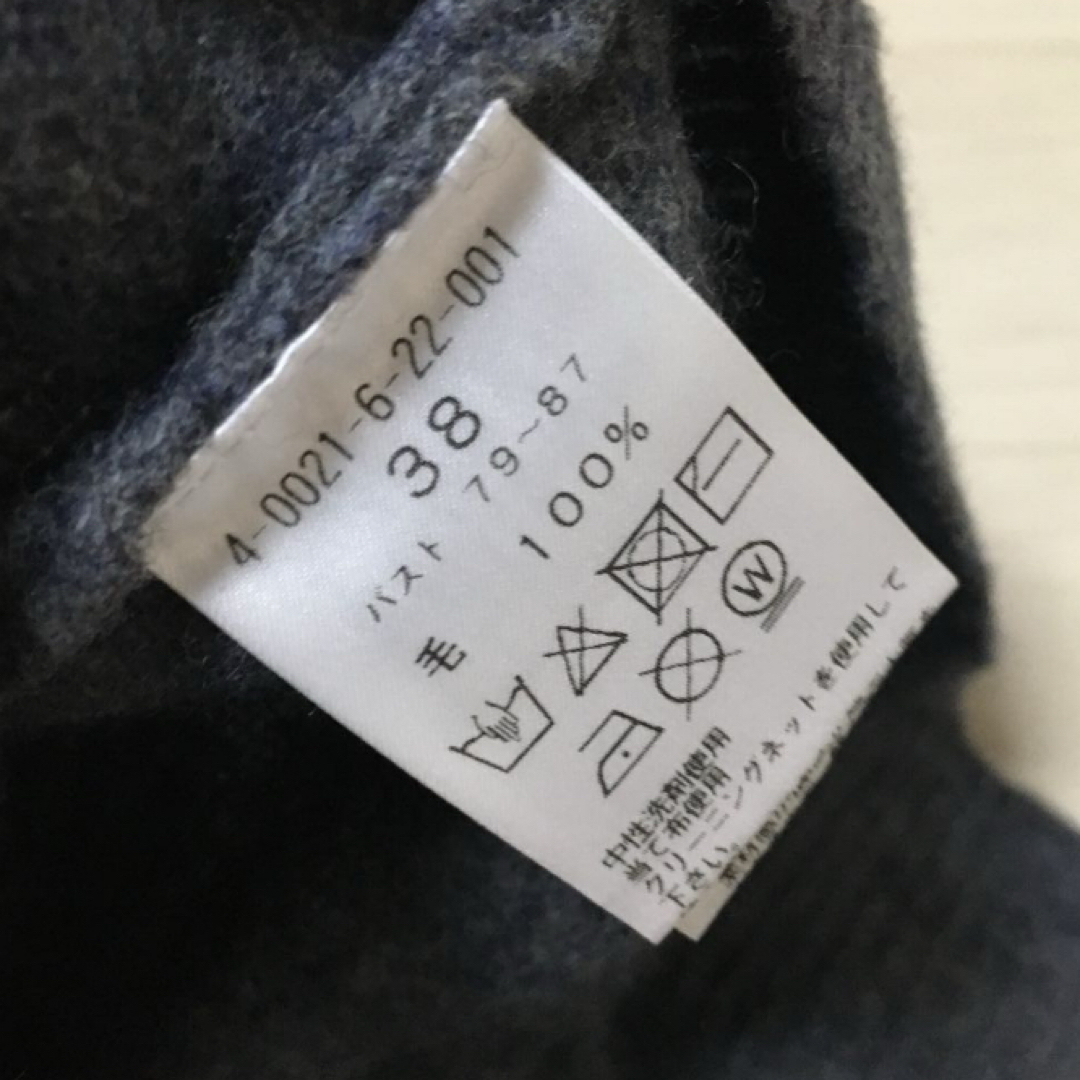 4-0021-6-22-001
38
バスト 79~87
毛 100%
W
中性洗剤使用
当て布使用
クリーニングネットを使用して
下さい。